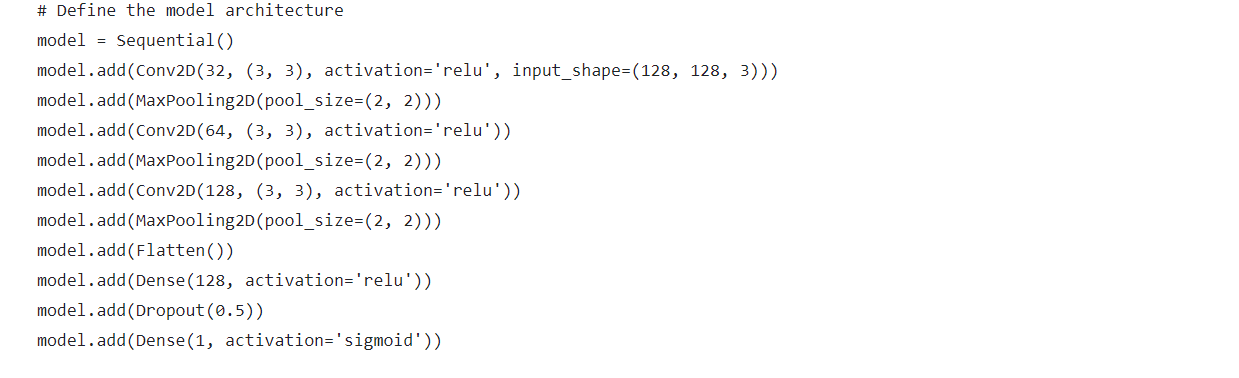 # Define the model architecture
model = Sequential()
model.add(Conv2D(32, (3, 3), activation='relu', input_shape=(128, 128, 3)))
model.add(MaxPooling2D(pool_size=(2, 2)))
model.add(Conv2D(64, (3, 3), activation='relu'))
model.add(MaxPooling2D(pool_size=(2, 2)))
model.add(Conv2D(128, (3, 3), activation='relu'))
model.add(MaxPooling2D(pool_size=(2, 2)))
model.add(Flatten())
model.add(Dense(128, activation='relu'))
model.add(Dropout(0.5))
model.add(Dense(1, activation='sigmoid'))